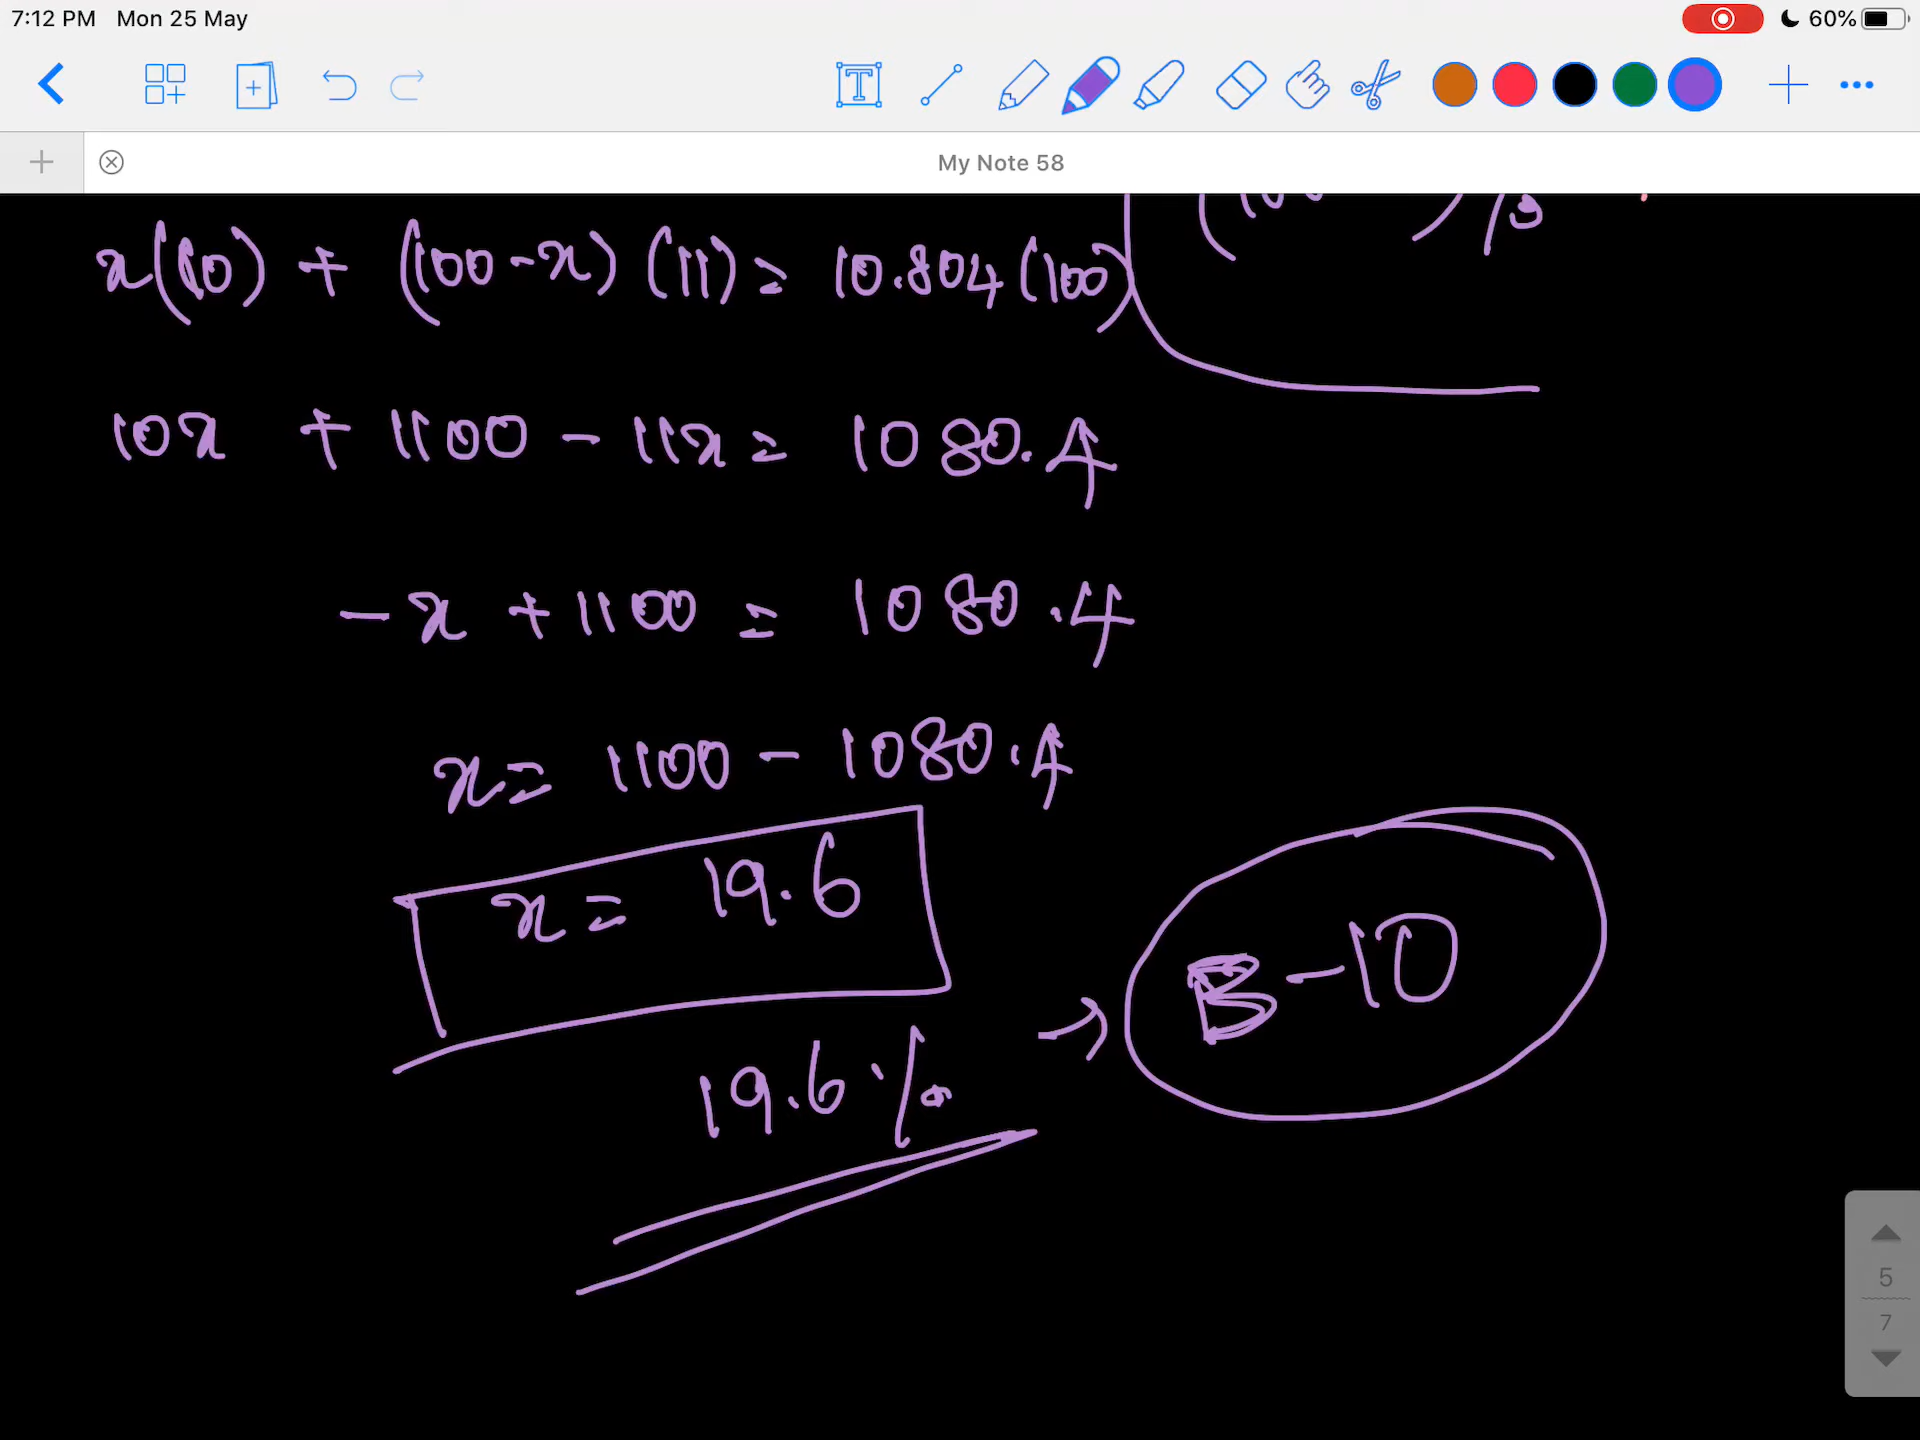 7:12 PM Mon 25 May
60%
T
My Note 58
x(10) + (100-x) (11) = 10.804 (100)
10x + 1100 - 11x = 1080.4
-x + 1100 = 1080.4
x = 1100 - 1080.4
x = 19.6
19.6 % → B-10
5
7